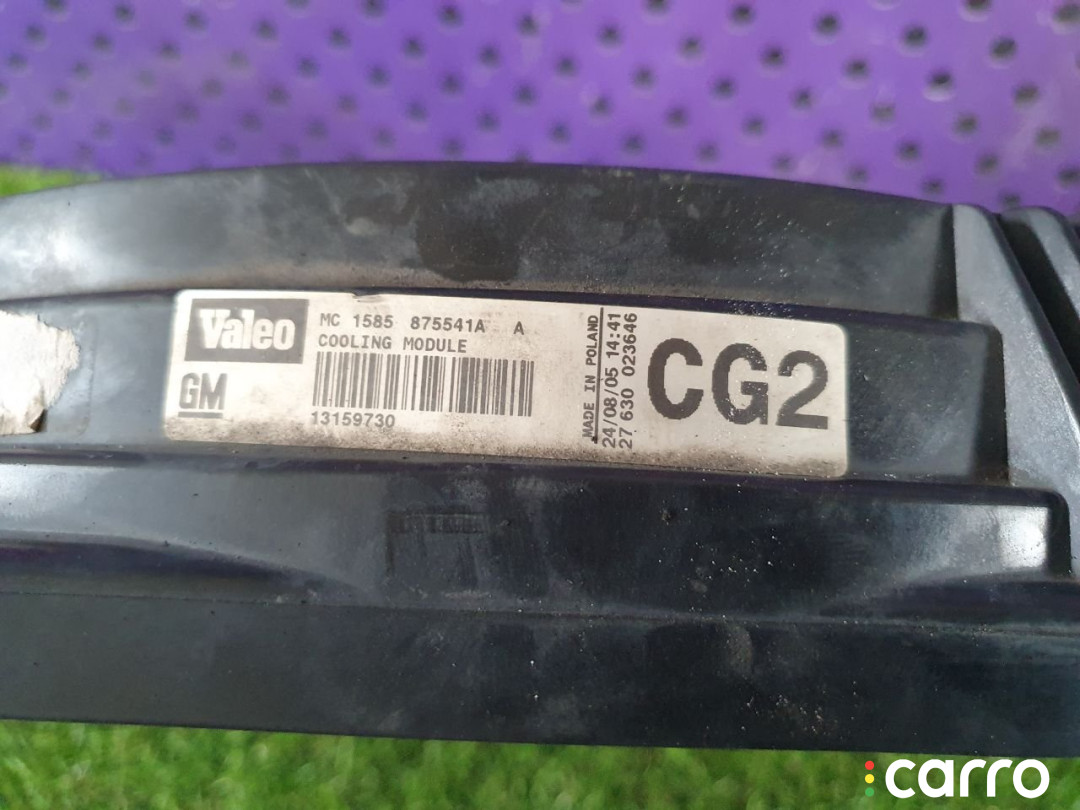 Valeo
MC 1585 875541A A
COOLING MODULE
GM
13159730
MADE IN POLAND
24/08/05 14:41
27 630 023646
CG2
carro